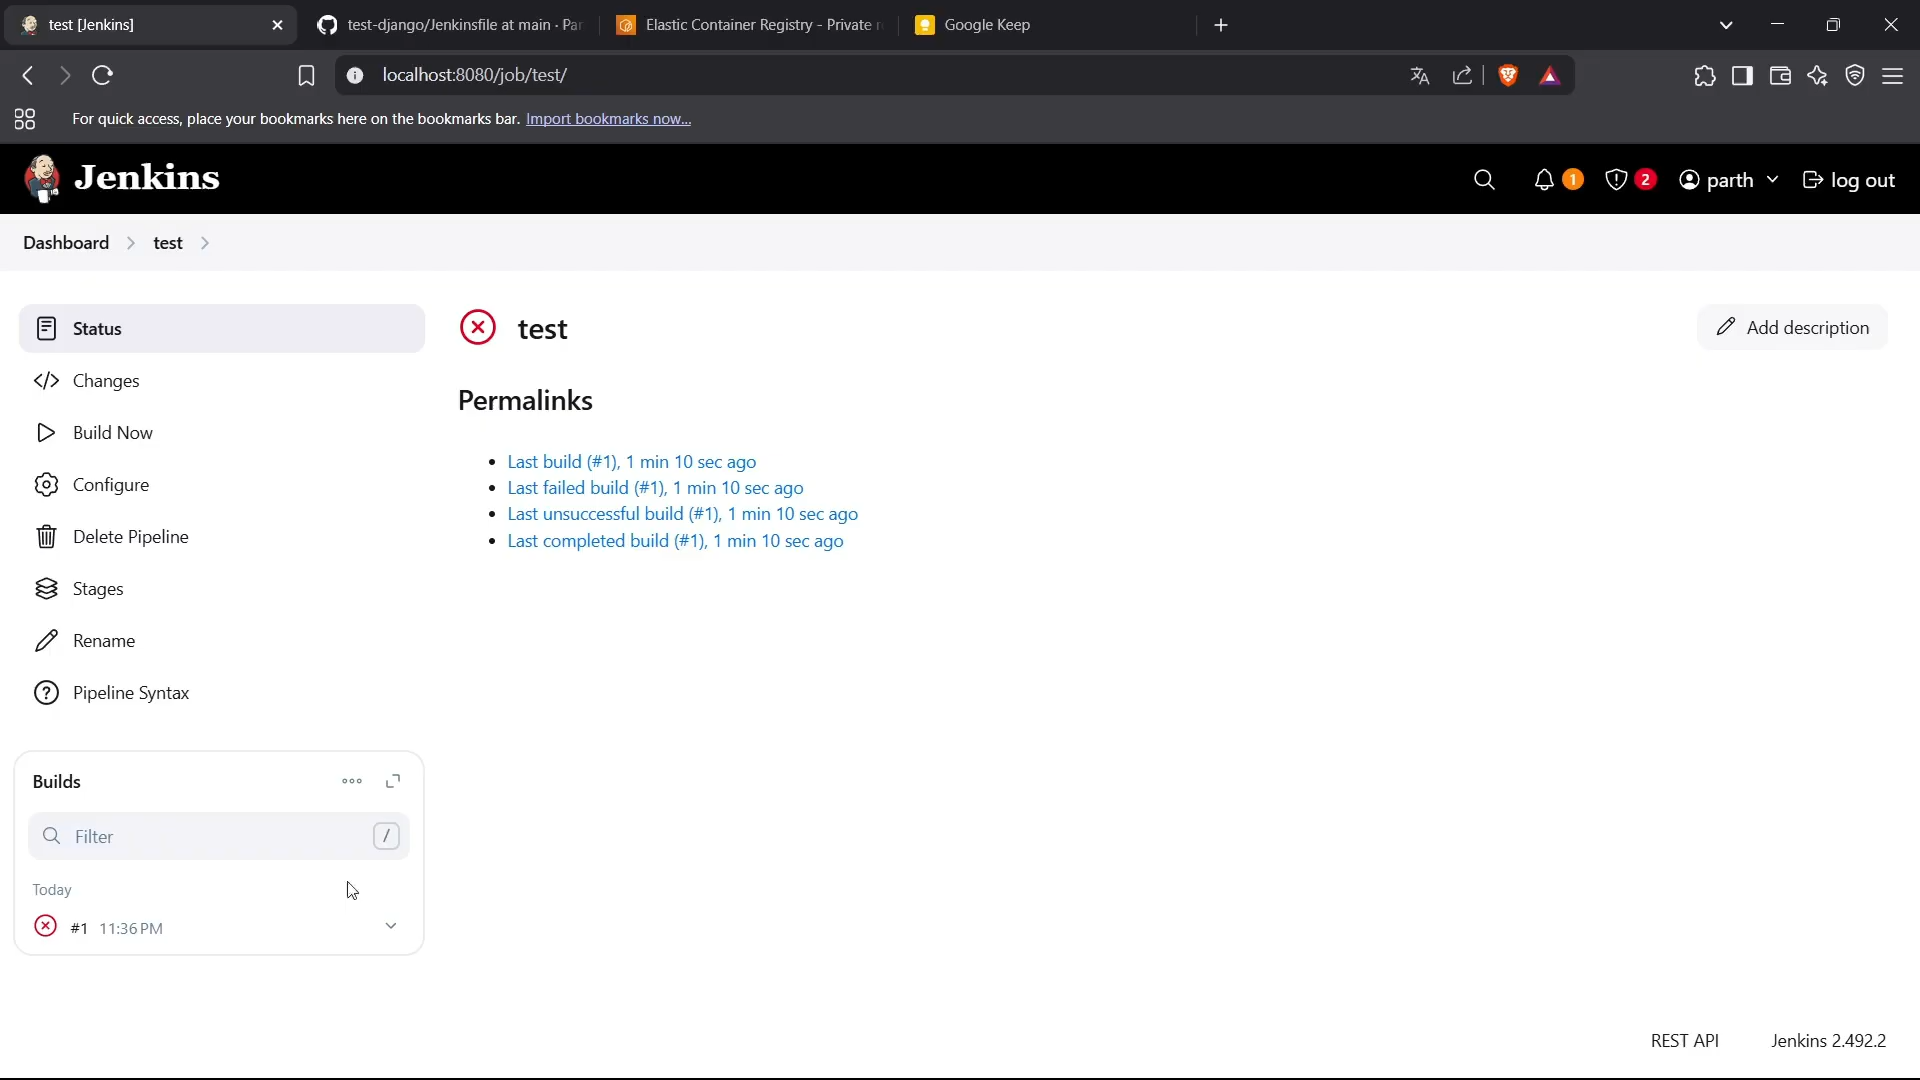 test [Jenkins]
test-django/Jenkinsfile at main · Par
Elastic Container Registry - Private r
Google Keep
localhost:8080/job/test/
For quick access, place your bookmarks here on the bookmarks bar. Import bookmarks now...
Jenkins
1
2
parth
log out
Dashboard
test
Status
test
Add description
Changes
Permalinks
Build Now
Last build (#1), 1 min 10 sec ago
Configure
Last failed build (#1), 1 min 10 sec ago
Last unsuccessful build (#1), 1 min 10 sec ago
Delete Pipeline
Last completed build (#1), 1 min 10 sec ago
Stages
Rename
Pipeline Syntax
Builds
Filter
/
Today
#1 11:36 PM
REST API
Jenkins 2.492.2